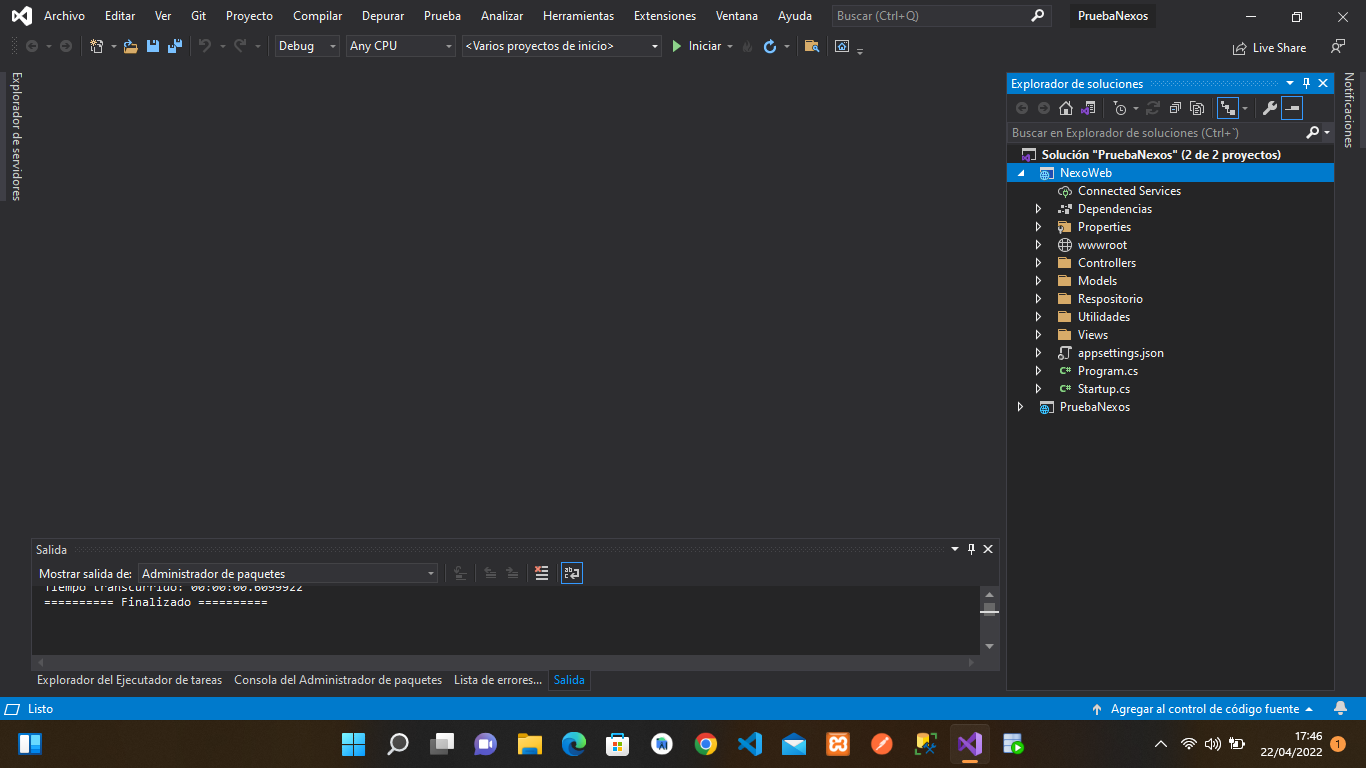 Archivo Editar Ver Git Proyecto Compilar Depurar Prueba Analizar Herramientas Extensiones Ventana Ayuda Buscar (Ctrl+Q) PruebaNexos
Debug Any CPU <Varios proyectos de inicio> Iniciar Live Share
Explorador de servidores
Explorador de soluciones
Notificaciones
Buscar en Explorador de soluciones (Ctrl+`)
Solución "PruebaNexos" (2 de 2 proyectos)
NexoWeb
Connected Services
Dependencias
Properties
wwwroot
Controllers
Models
Respositorio
Utilidades
Views
appsettings.json
C# Program.cs
C# Startup.cs
PruebaNexos
Salida
Mostrar salida de: Administrador de paquetes
Tiempo transcurrido: 00:00:00.6099922
========== Finalizado ==========
Explorador del Ejecutador de tareas Consola del Administrador de paquetes Lista de errores... Salida
Listo Agregar al control de código fuente
17:46
22/04/2022 1